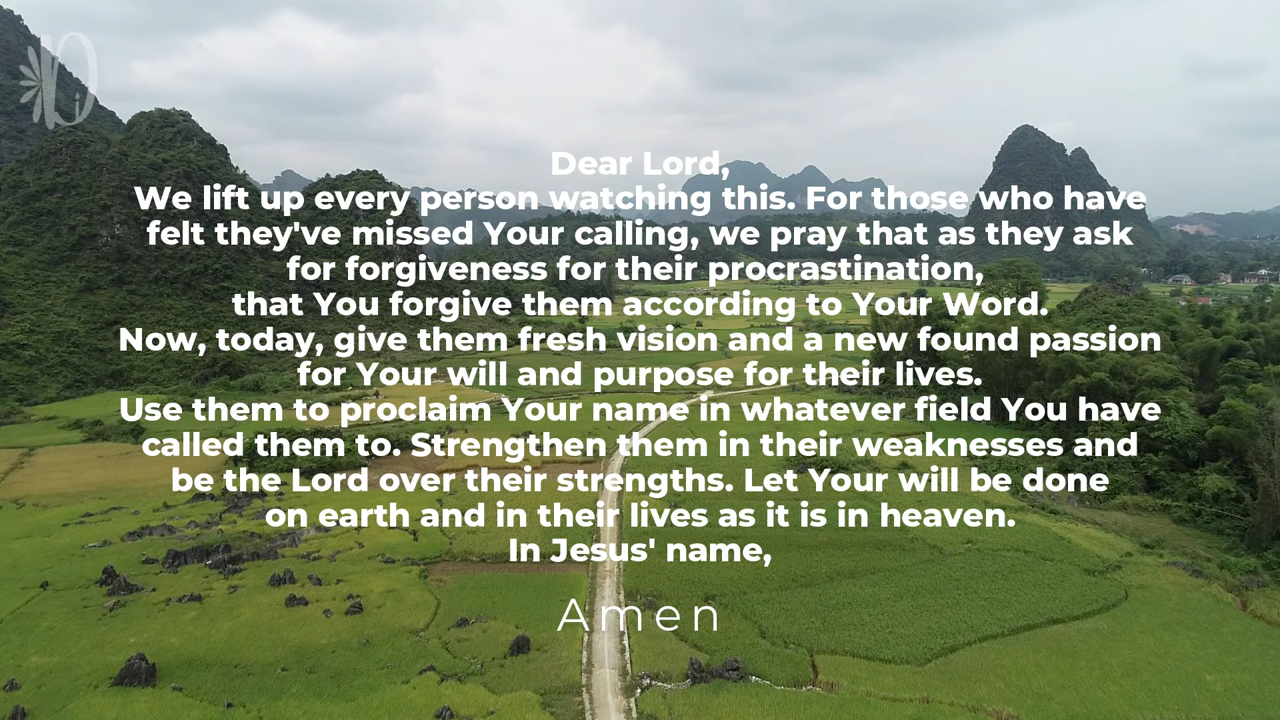 Dear Lord,
We lift up every person watching this. For those who have
felt they've missed Your calling, we pray that as they ask
for forgiveness for their procrastination,
that You forgive them according to Your Word.
Now, today, give them fresh vision and a new found passion
for Your will and purpose for their lives.
Use them to proclaim Your name in whatever field You have
called them to. Strengthen them in their weaknesses and
be the Lord over their strengths. Let Your will be done
on earth and in their lives as it is in heaven.
In Jesus' name,
Amen